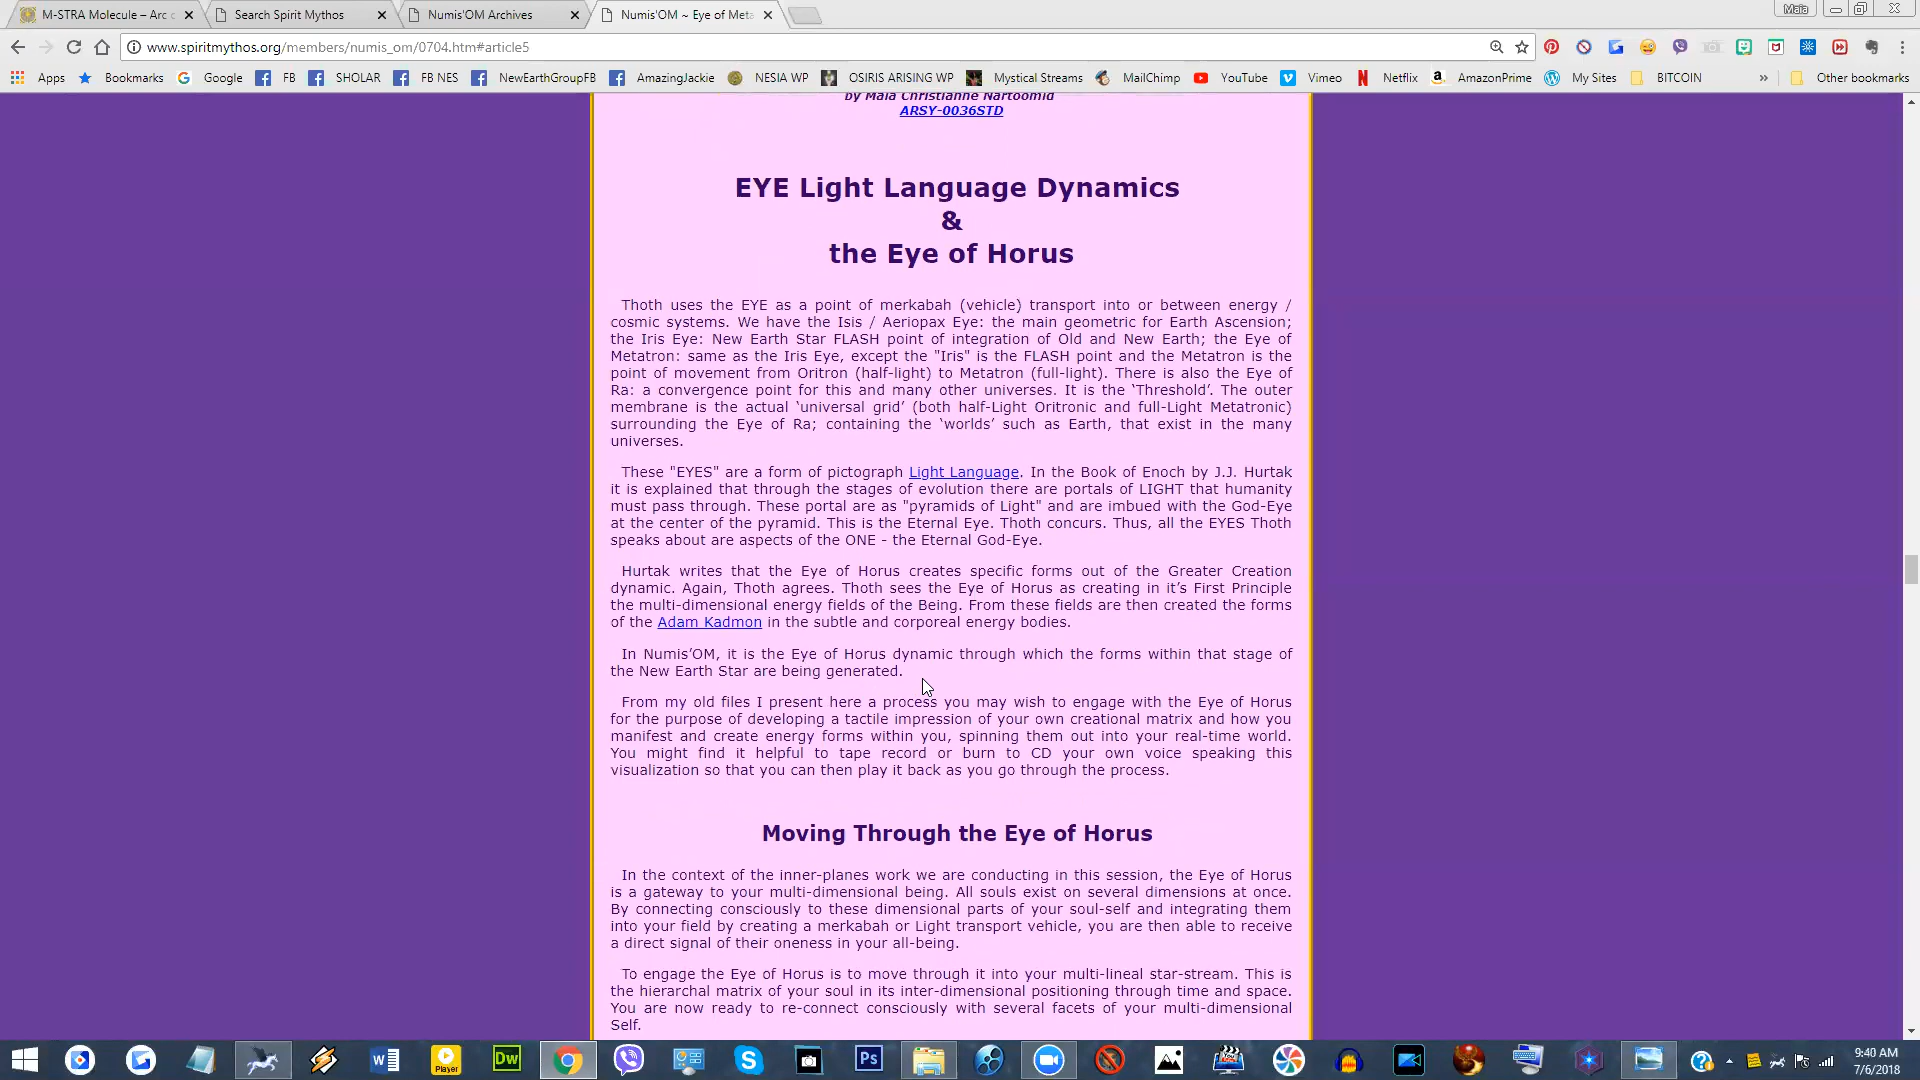 M-STRA Molecule – Arc
Search Spirit Mythos
Numis'OM Archives
Numis'OM ~ Eye of Meta
Maia
www.spiritmythos.org/members/numis_om/0704.htm#article5
Apps
Bookmarks
Google
FB
SHOLAR
FB NES
NewEarthGroupFB
AmazingJackie
NESIA WP
OSIRIS ARISING WP
Mystical Streams
MailChimp
YouTube
Vimeo
Netflix
AmazonPrime
My Sites
BITCOIN
»
Other bookmarks
by Maia Christianne Nartoomid
ARSY-0036STD
EYE Light Language Dynamics
&
the Eye of Horus
Thoth uses the EYE as a point of merkabah (vehicle) transport into or between energy /
cosmic systems. We have the Isis / Aeriopax Eye: the main geometric for Earth Ascension;
the Iris Eye: New Earth Star FLASH point of integration of Old and New Earth; the Eye of
Metatron: same as the Iris Eye, except the "Iris" is the FLASH point and the Metatron is the
point of movement from Oritron (half-light) to Metatron (full-light). There is also the Eye of
Ra: a convergence point for this and many other universes. It is the ‘Threshold’. The outer
membrane is the actual ‘universal grid’ (both half-Light Oritronic and full-Light Metatronic)
surrounding the Eye of Ra; containing the ‘worlds’ such as Earth, that exist in the many
universes.
These "EYES" are a form of pictograph Light Language. In the Book of Enoch by J.J. Hurtak
it is explained that through the stages of evolution there are portals of LIGHT that humanity
must pass through. These portal are as "pyramids of Light" and are imbued with the God-Eye
at the center of the pyramid. This is the Eternal Eye. Thoth concurs. Thus, all the EYES Thoth
speaks about are aspects of the ONE - the Eternal God-Eye.
Hurtak writes that the Eye of Horus creates specific forms out of the Greater Creation
dynamic. Again, Thoth agrees. Thoth sees the Eye of Horus as creating in it’s First Principle
the multi-dimensional energy fields of the Being. From these fields are then created the forms
of the Adam Kadmon in the subtle and corporeal energy bodies.
In Numis’OM, it is the Eye of Horus dynamic through which the forms within that stage of
the New Earth Star are being generated.
From my old files I present here a process you may wish to engage with the Eye of Horus
for the purpose of developing a tactile impression of your own creational matrix and how you
manifest and create energy forms within you, spinning them out into your real-time world.
You might find it helpful to tape record or burn to CD your own voice speaking this
visualization so that you can then play it back as you go through the process.
Moving Through the Eye of Horus
In the context of the inner-planes work we are conducting in this session, the Eye of Horus
is a gateway to your multi-dimensional being. All souls exist on several dimensions at once.
By connecting consciously to these dimensional parts of your soul-self and integrating them
into your field by creating a merkabah or Light transport vehicle, you are then able to receive
a direct signal of their oneness in your all-being.
To engage the Eye of Horus is to move through it into your multi-lineal star-stream. This is
the hierarchal matrix of your soul in its inter-dimensional positioning through time and space.
You are now ready to re-connect consciously with several facets of your multi-dimensional
Self.
Player
Dw
Ps
9:40 AM
7/6/2018